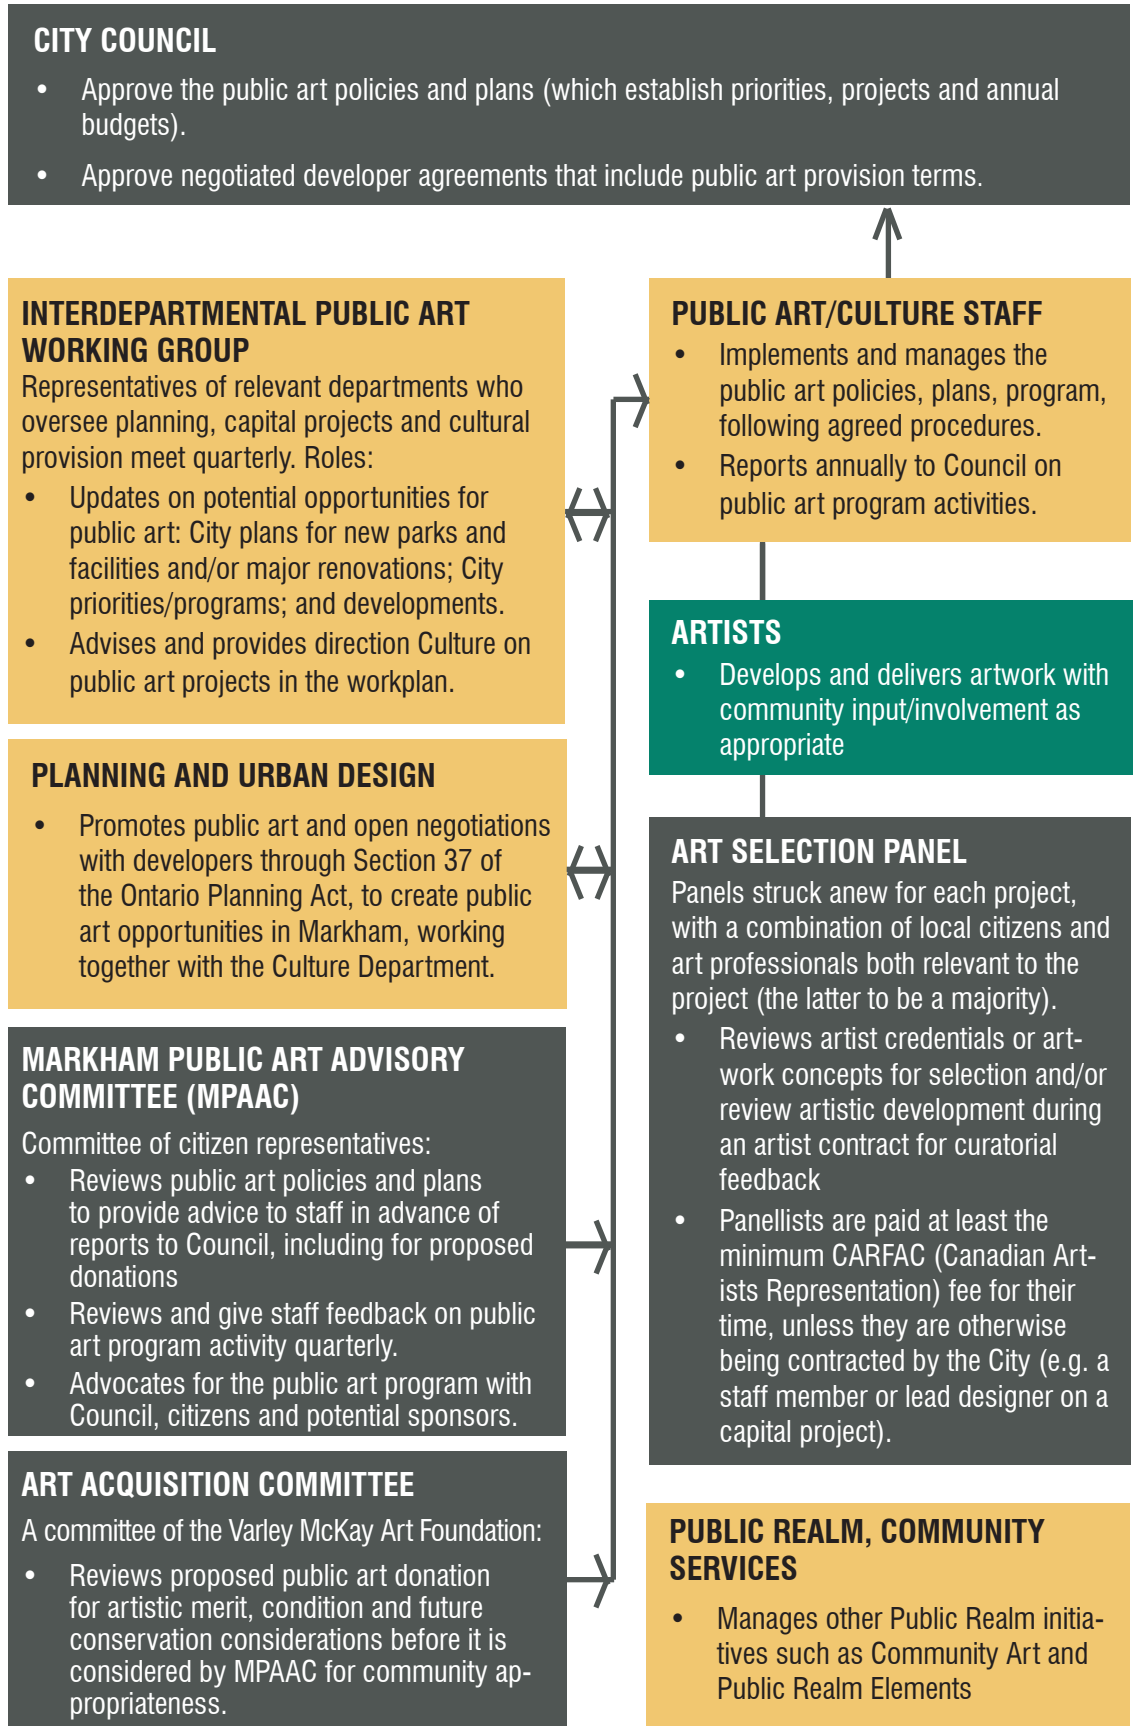 CITY COUNCIL
• Approve the public art policies and plans (which establish priorities, projects and annual
budgets).
• Approve negotiated developer agreements that include public art provision terms.
INTERDEPARTMENTAL PUBLIC ART
WORKING GROUP
Representatives of relevant departments who
oversee planning, capital projects and cultural
provision meet quarterly. Roles:
• Updates on potential opportunities for
public art: City plans for new parks and
facilities and/or major renovations; City
priorities/programs; and developments.
• Advises and provides direction Culture on
public art projects in the workplan.
PLANNING AND URBAN DESIGN
• Promotes public art and open negotiations
with developers through Section 37 of
the Ontario Planning Act, to create public
art opportunities in Markham, working
together with the Culture Department.
MARKHAM PUBLIC ART ADVISORY
COMMITTEE (MPAAC)
Committee of citizen representatives:
• Reviews public art policies and plans
to provide advice to staff in advance of
reports to Council, including for proposed
donations
• Reviews and give staff feedback on public
art program activity quarterly.
• Advocates for the public art program with
Council, citizens and potential sponsors.
ART ACQUISITION COMMITTEE
A committee of the Varley McKay Art Foundation:
• Reviews proposed public art donation
for artistic merit, condition and future
conservation considerations before it is
considered by MPAAC for community ap-
propriateness.
PUBLIC ART/CULTURE STAFF
• Implements and manages the
public art policies, plans, program,
following agreed procedures.
• Reports annually to Council on
public art program activities.
ARTISTS
• Develops and delivers artwork with
community input/involvement as
appropriate
ART SELECTION PANEL
Panels struck anew for each project,
with a combination of local citizens and
art professionals both relevant to the
project (the latter to be a majority).
• Reviews artist credentials or art-
work concepts for selection and/or
review artistic development during
an artist contract for curatorial
feedback
• Panellists are paid at least the
minimum CARFAC (Canadian Art-
ists Representation) fee for their
time, unless they are otherwise
being contracted by the City (e.g. a
staff member or lead designer on a
capital project).
PUBLIC REALM, COMMUNITY
SERVICES
• Manages other Public Realm initia-
tives such as Community Art and
Public Realm Elements